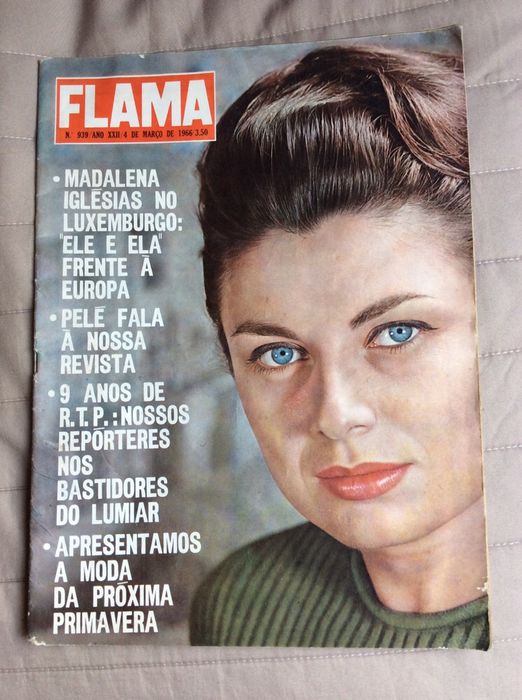 FLAMA
N.º 939/ANO XXII/4 DE MARÇO DE 1966/3.50
• MADALENA
IGLÉSIAS NO
LUXEMBURGO:
"ELE E ELA"
FRENTE À
EUROPA
• PELÉ FALA
À NOSSA
REVISTA
• 9 ANOS DE
R.T.P.: NOSSOS
REPÓRTERES
NOS
BASTIDORES
DO LUMIAR
• APRESENTAMOS
A MODA
DA PRÓXIMA
PRIMAVERA